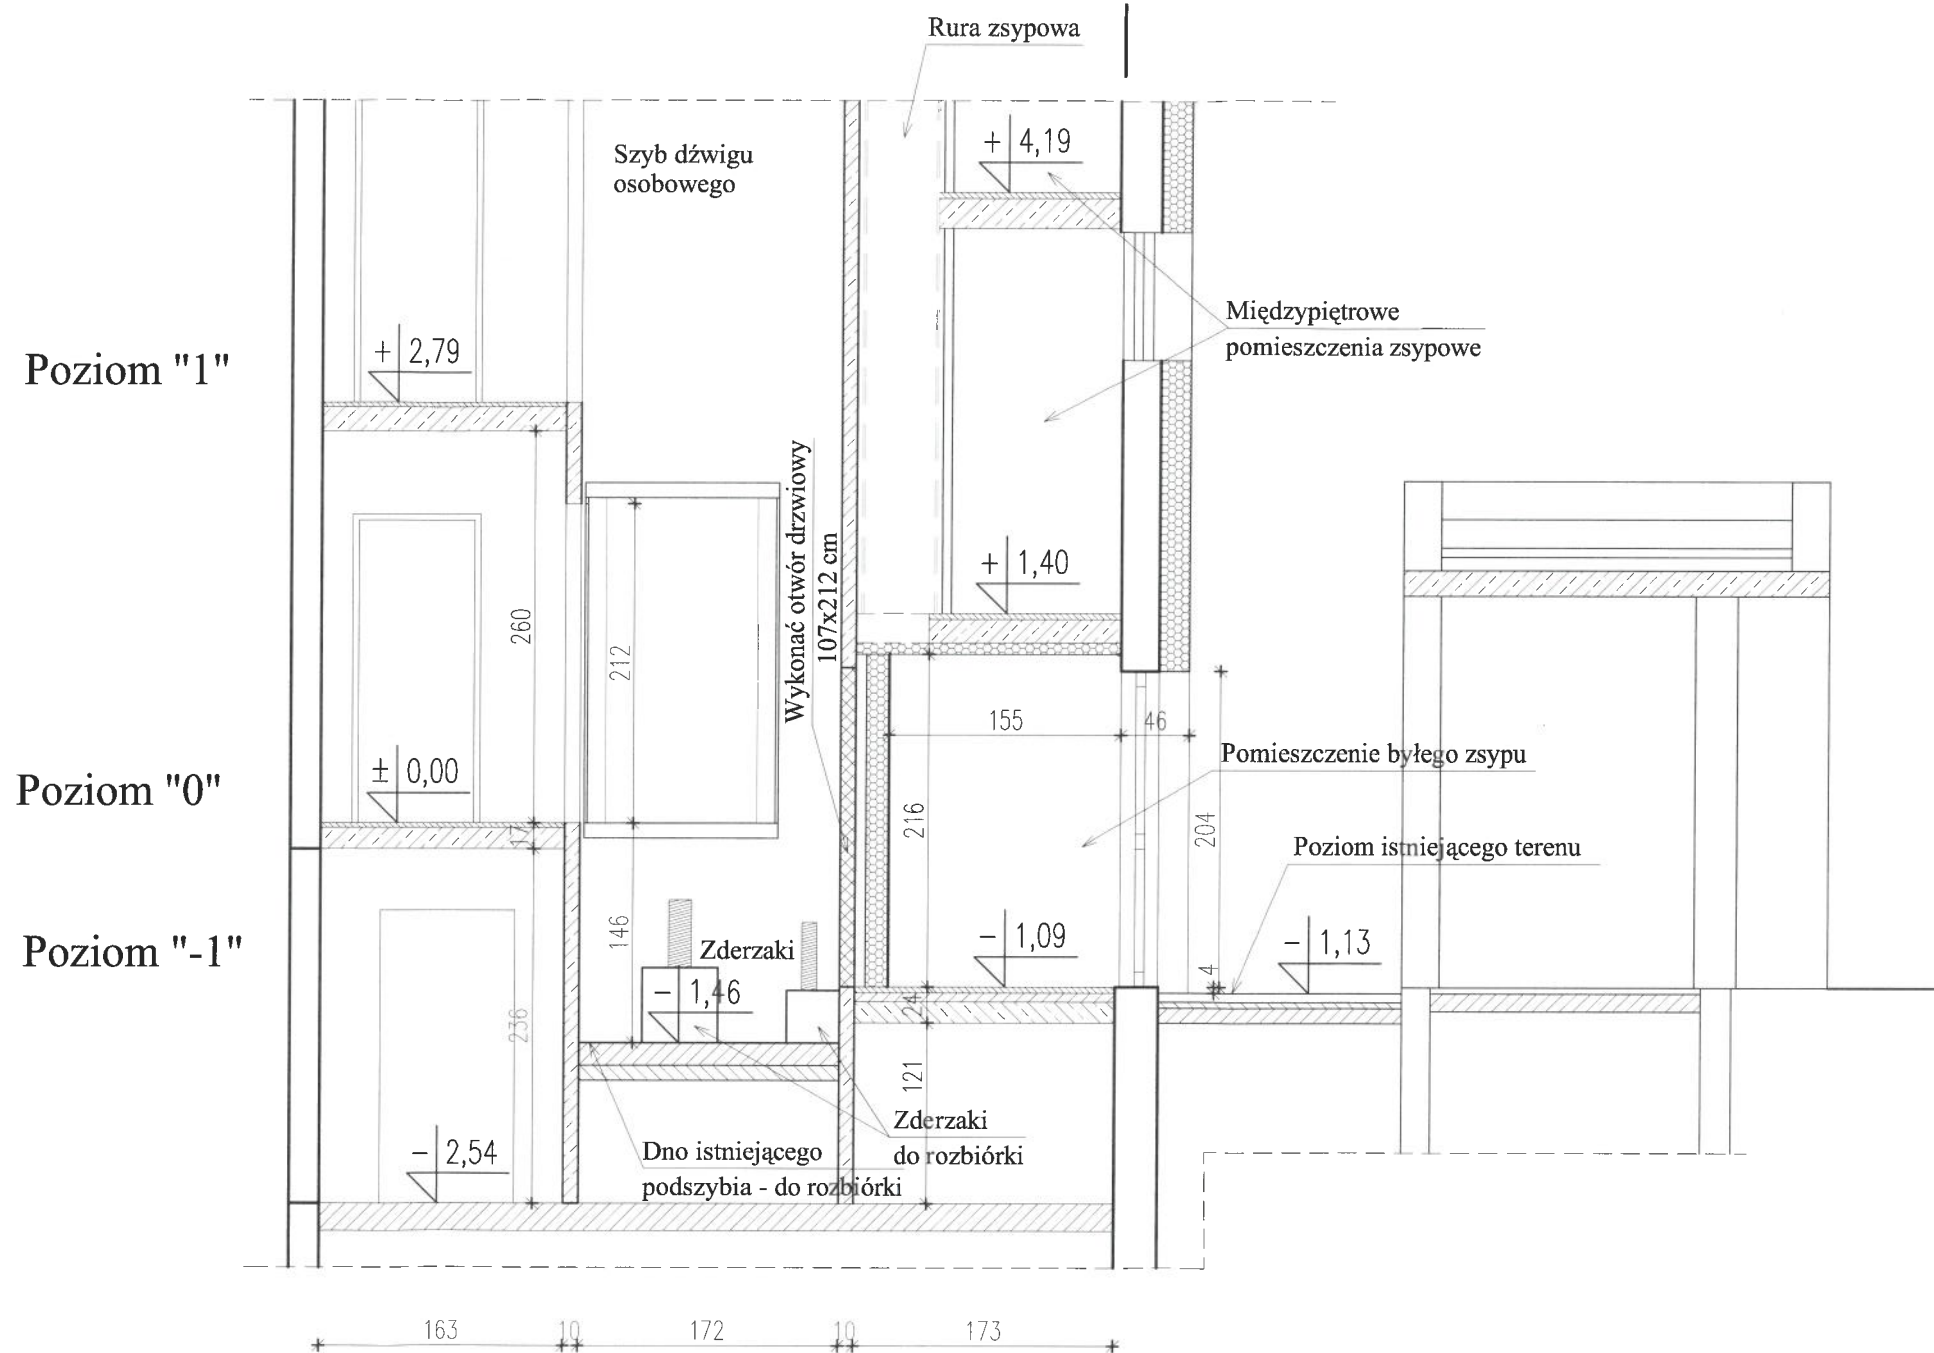 Rura zsypowa
Szyb dźwigu
osobowego
+ 4,19
Międzypiętrowe
pomieszczenia zsypowe
Poziom "1"
+ 2,79
Wykonać otwór drzwiowy
107x212 cm
+ 1,40
260
212
155
46
Pomieszczenie byłego zsypu
Poziom "0"
± 0,00
17
216
204
Poziom istniejącego terenu
Poziom "-1"
146
Zderzaki
- 1,09
- 1,13
4
- 1,46
24
236
121
Zderzaki
do rozbiórki
- 2,54
Dno istniejącego
podszybia - do rozbiórki
163
10
172
10
173